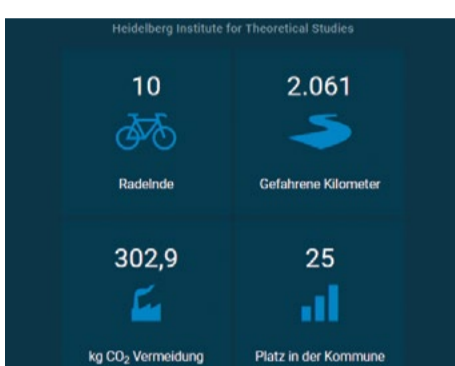 Heidelberg Institute for Theoretical Studies
10
2.061
Radelnde
Gefahrene Kilometer
302,9
25
kg CO₂ Vermeidung
Platz in der Kommune